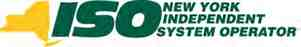 ISO NEW YORK
INDEPENDENT
SYSTEM OPERATOR